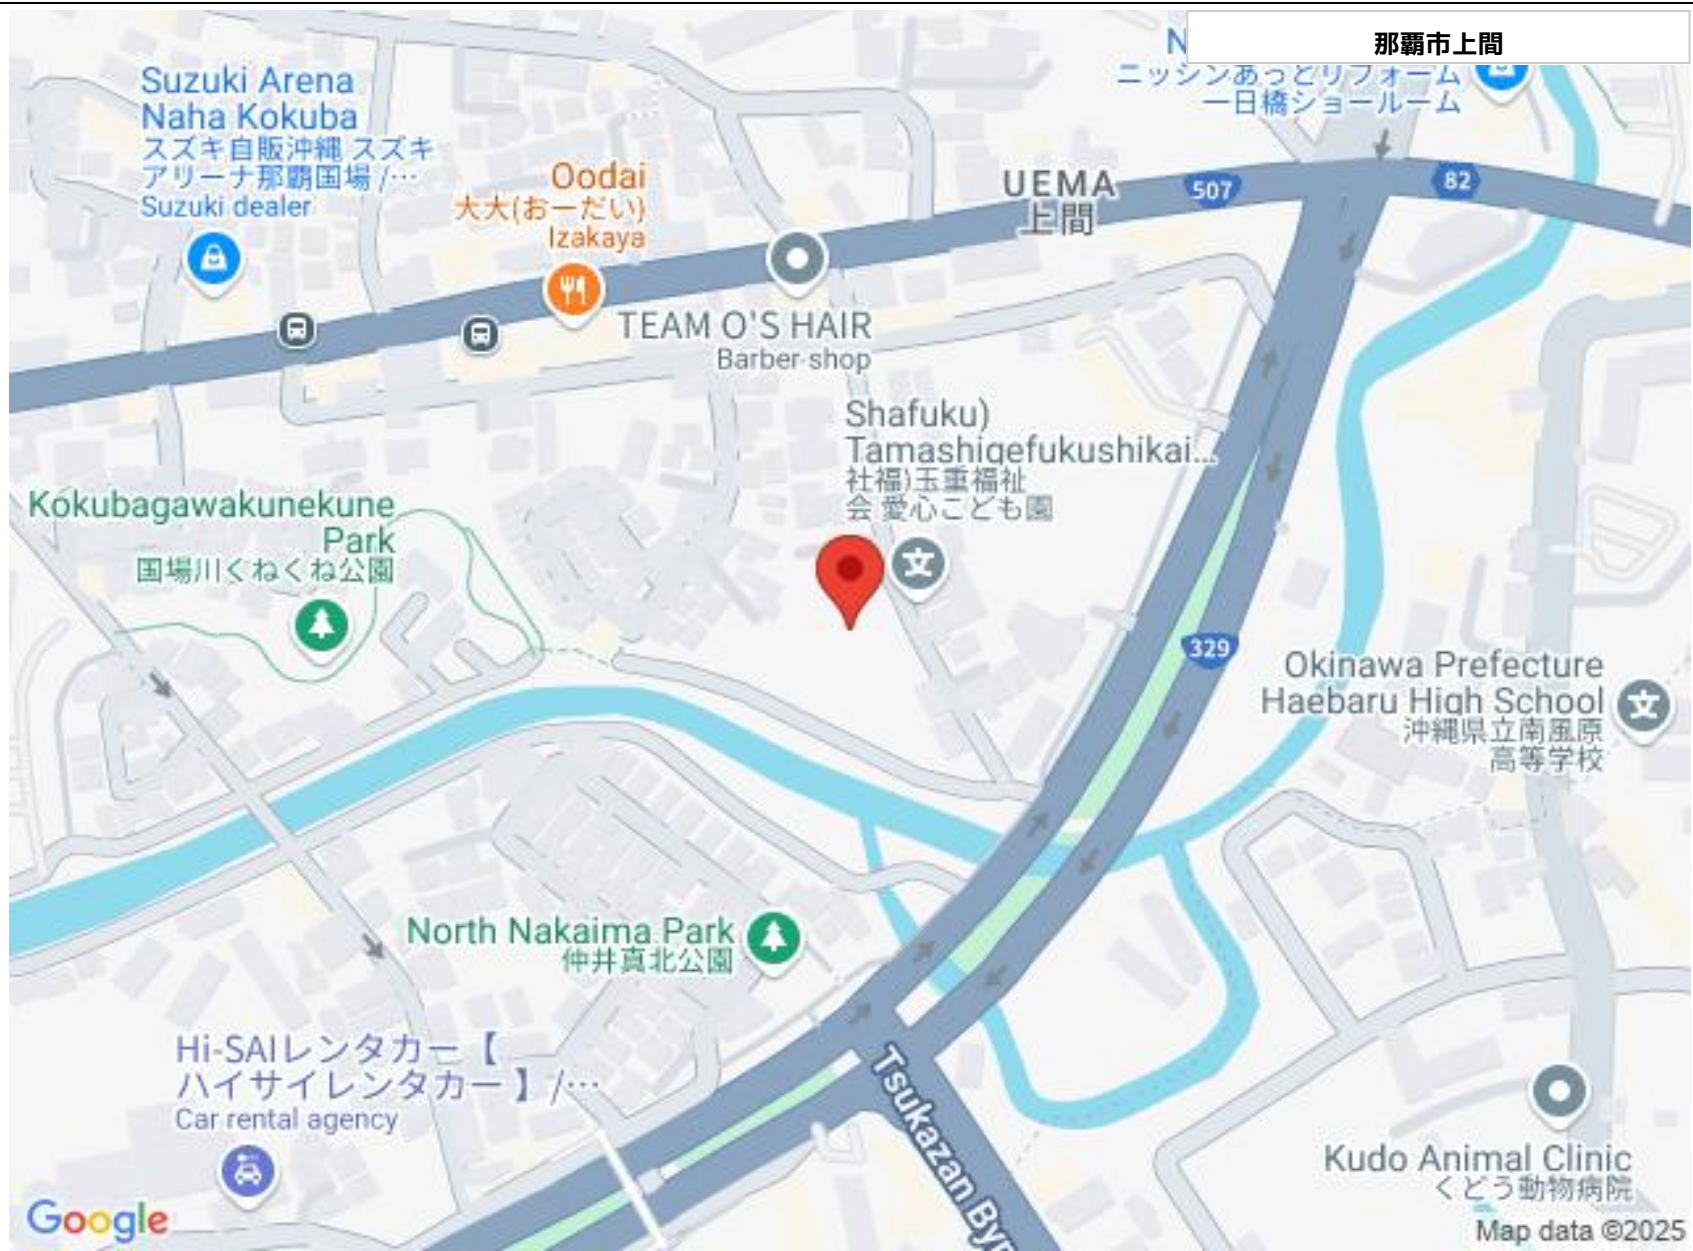 那覇市上間
N
ニッシンあっとリフォーム
一日橋ショールーム
Suzuki Arena
Naha Kokuba
スズキ自販沖縄 スズキ
アリーナ那覇国場 /…
Suzuki dealer
Oodai
大大(おーだい)
Izakaya
UEMA
上間
507
82
TEAM O'S HAIR
Barber shop
Shafuku)
Tamashigefukushikai...
社福)玉重福祉
会 愛心こども園
Kokubagawakunekune
Park
国場川くねくね公園
329
Okinawa Prefecture
Haebaru High School
沖縄県立南風原
高等学校
North Nakaima Park
仲井真北公園
Hi-SAIレンタカー【
ハイサイレンタカー 】/…
Car rental agency
Tsukazan Byp
Kudo Animal Clinic
くどう動物病院
Google
Map data ©2025